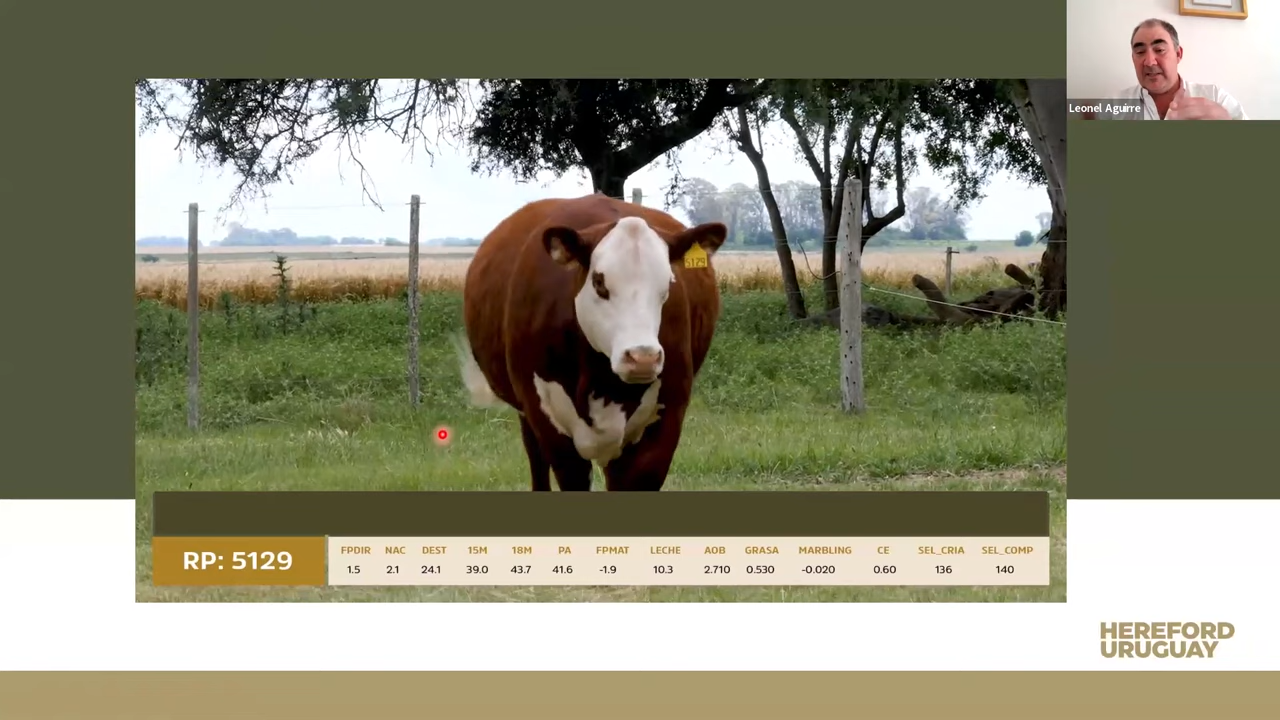 Leonel Aguirre
5129
RP: 5129
FPDIR NAC DEST 15M 18M PA FPMAT LECHE AOB GRASA MARBLING CE SEL_CRIA SEL_COMP
1.5 2.1 24.1 39.0 43.7 41.6 -1.9 10.3 2.710 0.530 -0.020 0.60 136 140
HEREFORD
URUGUAY